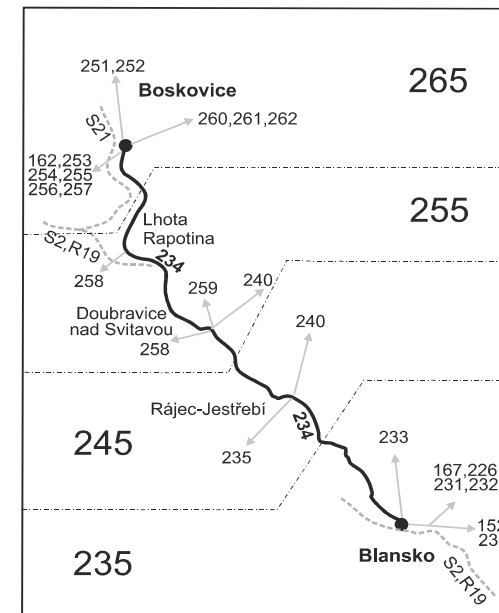 251,252
Boskovice
265
260,261,262
S21
162,253
254,255
256,257
255
Lhota
Rapotina
S2,R19
234
258
259
240
Doubravice
nad Svitavou
258
240
Rájec-Jestřebí
234
235
245
233
167,226
231,232
Blansko
235
S2,R19